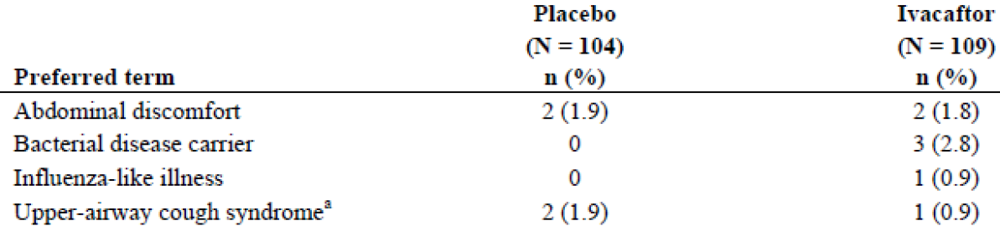 Placebo Ivacaftor
(N = 104) (N = 109)
Preferred term n (%) n (%)
Abdominal discomfort 2 (1.9) 2 (1.8)
Bacterial disease carrier 0 3 (2.8)
Influenza-like illness 0 1 (0.9)
Upper-airway cough syndromeᵃ 2 (1.9) 1 (0.9)